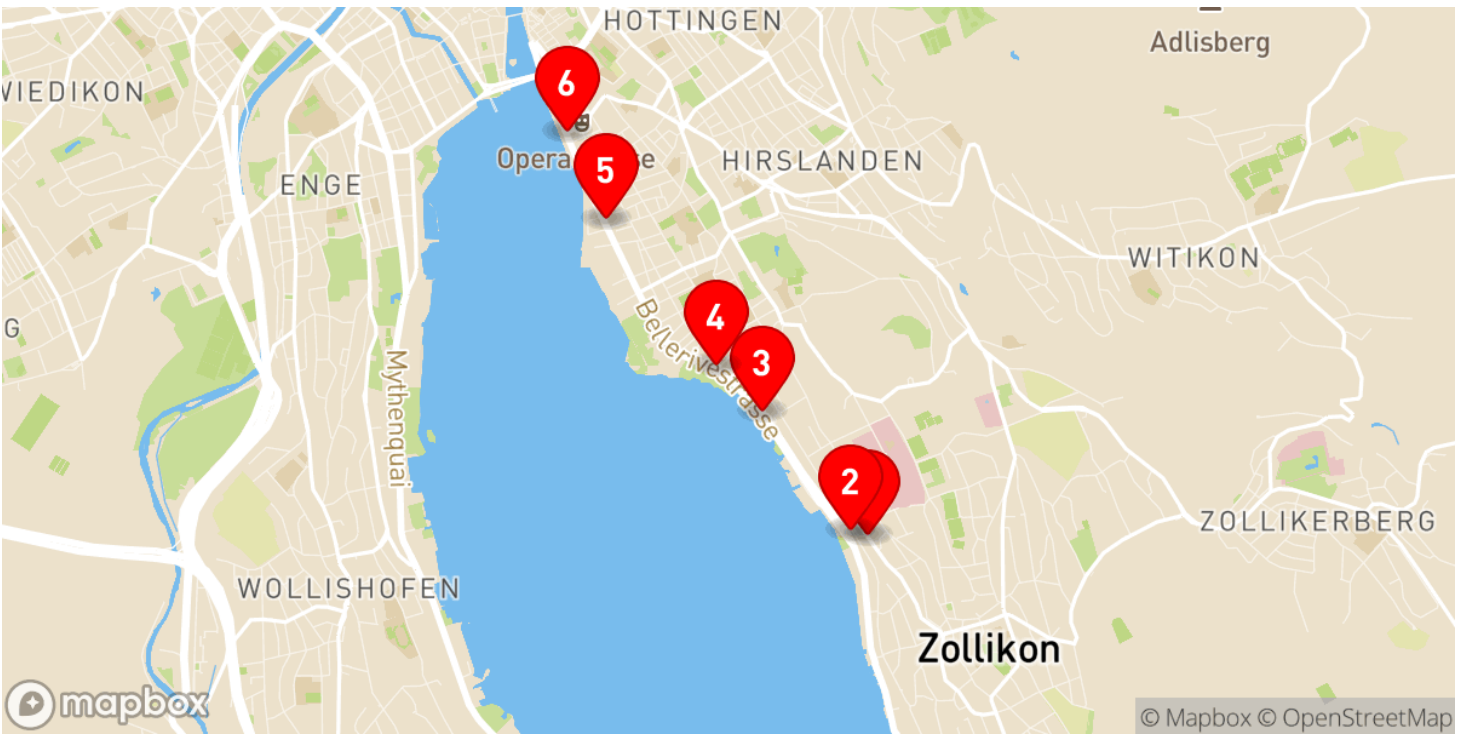 HOTTINGEN
Adlisberg
6
WIEDIKON
5
HIRSLANDEN
ENGE
WITIKON
4
Bellerivestrasse
3
Mythenquai
2
ZOLLIKERBERG
WOLLISHOFEN
Zollikon
mapbox
© Mapbox © OpenStreetMap